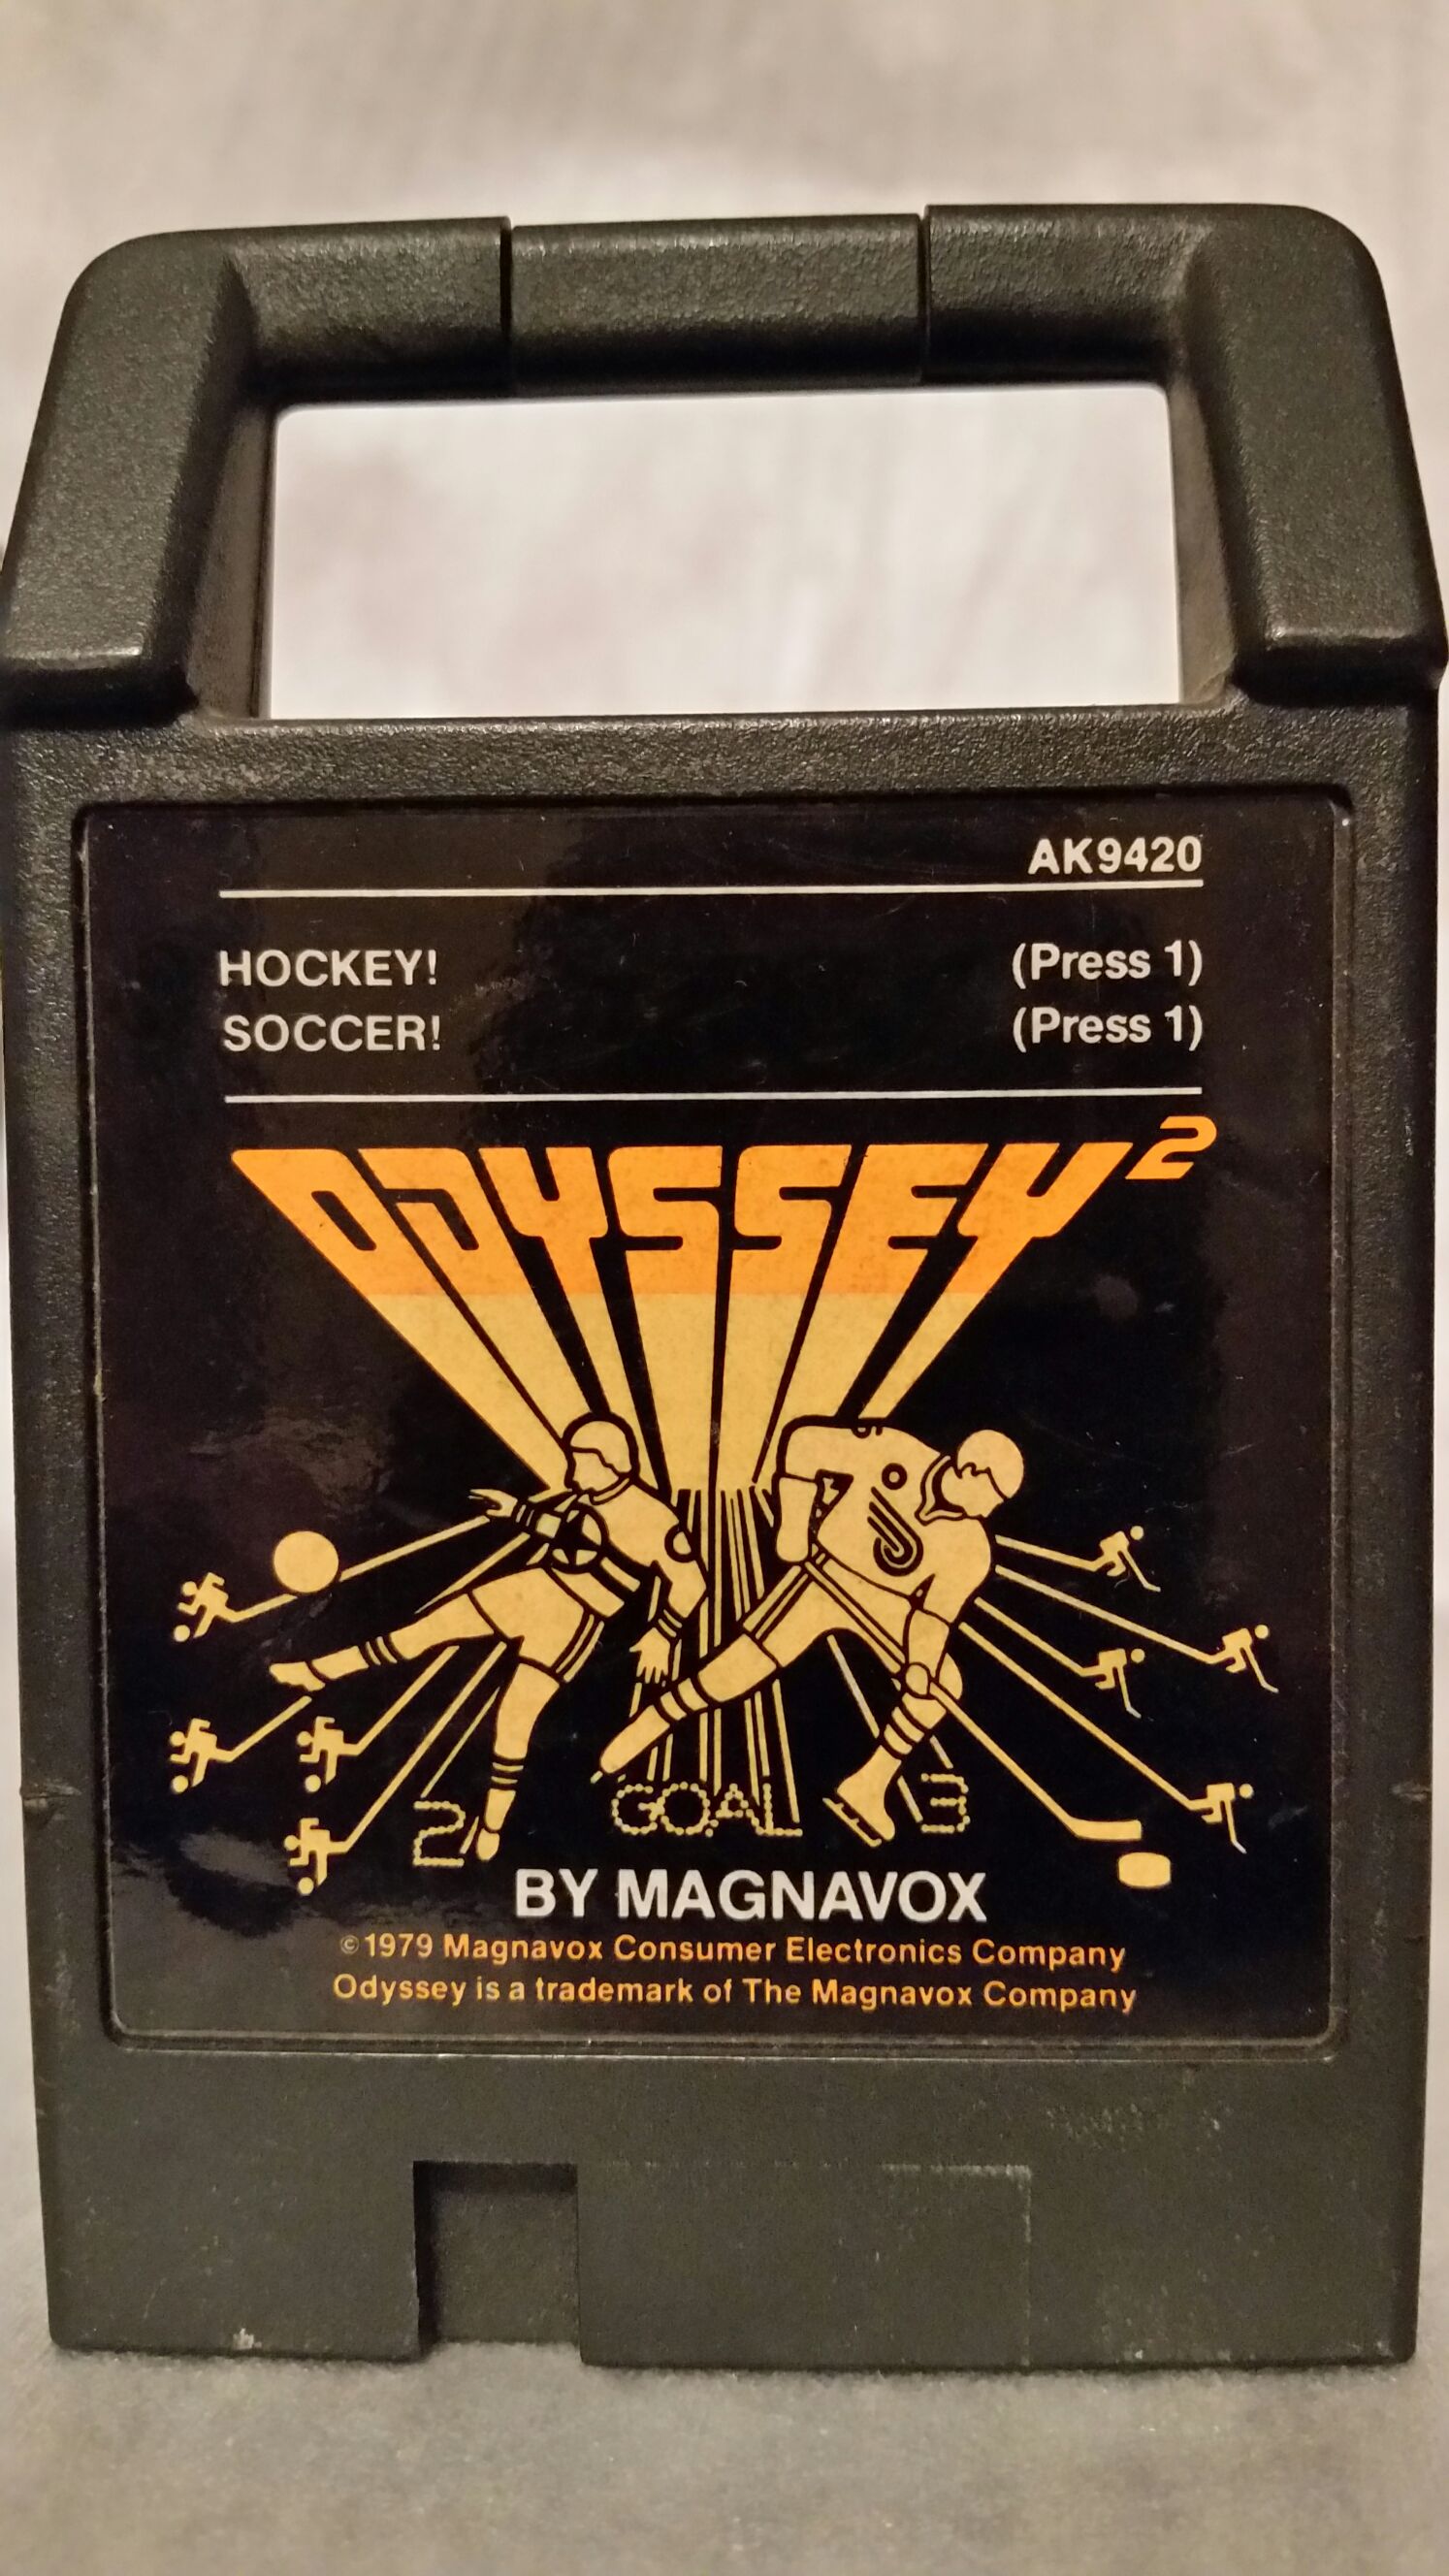 AK9420
HOCKEY! (Press 1)
SOCCER! (Press 1)
ODYSSEY²
2 GOAL 3
BY MAGNAVOX
©1979 Magnavox Consumer Electronics Company
Odyssey is a trademark of The Magnavox Company